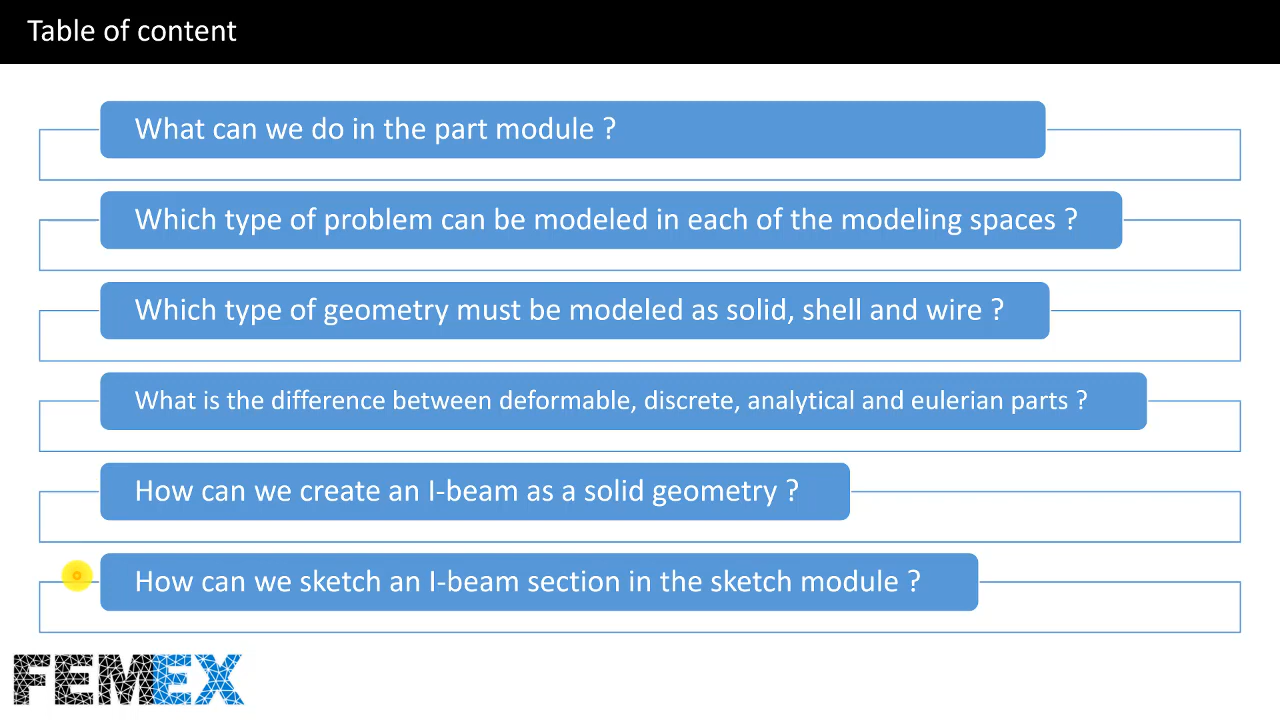 Table of content
What can we do in the part module ?
Which type of problem can be modeled in each of the modeling spaces ?
Which type of geometry must be modeled as solid, shell and wire ?
What is the difference between deformable, discrete, analytical and eulerian parts ?
How can we create an I-beam as a solid geometry ?
How can we sketch an I-beam section in the sketch module ?
FEMEX